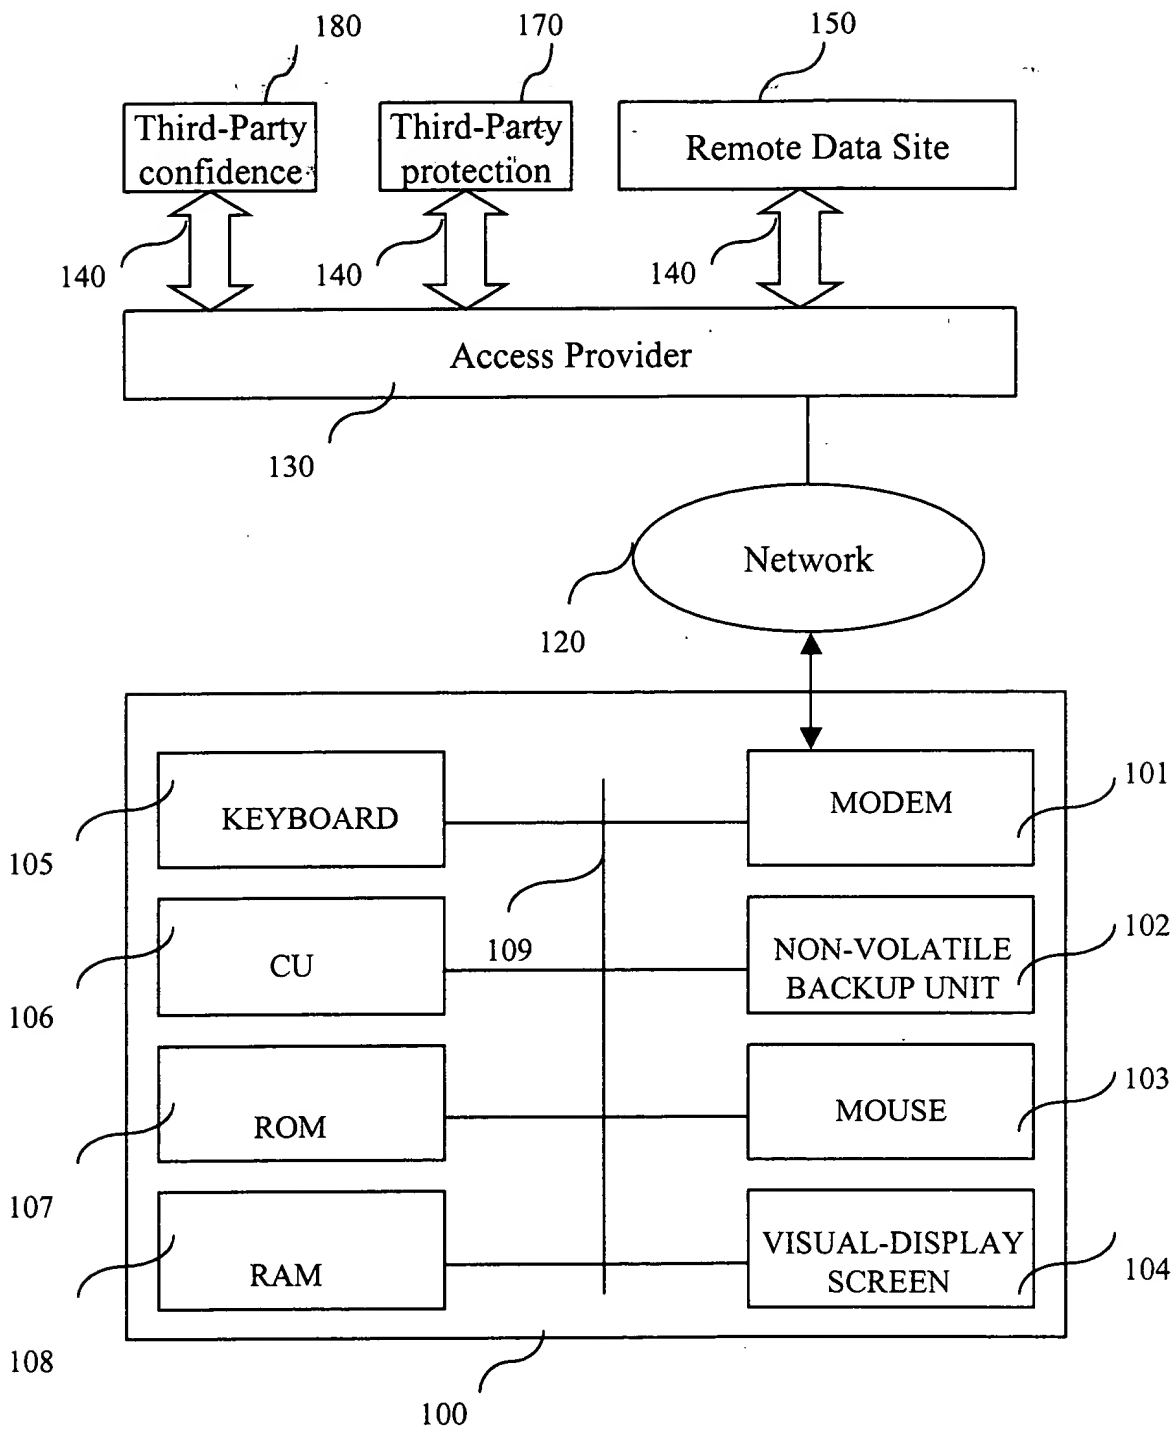 180
170
150
Third-Party
confidence
Third-Party
protection
Remote Data Site
140
140
140
Access Provider
130
Network
120
KEYBOARD
MODEM
101
105
109
CU
NON-VOLATILE
BACKUP UNIT
102
106
ROM
MOUSE
103
107
RAM
VISUAL-DISPLAY
SCREEN
104
108
100